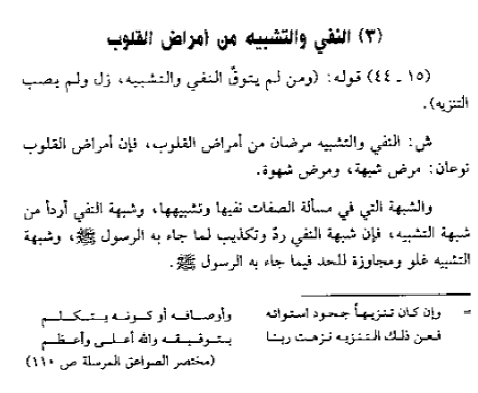 (٣) النفي والتشبيه من أمراض القلوب
(١٥ ـ ٤٤) قوله: (ومن لم يتوقّ النفي والتشبيه، زل ولم يصب
التنزيه).
ش: النفي والتشبيه مرضان من أمراض القلوب، فإن أمراض القلوب
نوعان: مرض شبهة، ومرض شهوة.
والشبهة التي في مسألة الصفات نفيها وتشبيهها، وشبهة النفي أردأ من
شبهة التشبيه، فإن شبهة النفي ردٌ وتكذيب لما جاء به الرسول ﷺ، وشبهة
التشبيه غلو ومجاوزة للحد فيما جاء به الرسول ﷺ.
= وإن كان تنزيهاً جحود استوائه وأوصافه أو كونه يتكلم
فعن ذلك التنزيه نزهت ربنا بتوفيقه والله أعلى وأعظم
(مختصر الصواعق المرسلة ص ١١٠)